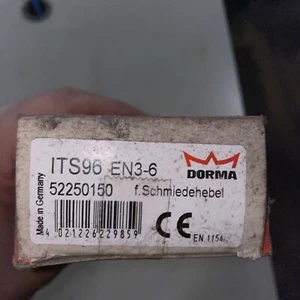 ITS96 EN3-6
DORMA
52250150 f.Schmiedehebel
Made in Germany
4 021226 229859
CE
EN 1154